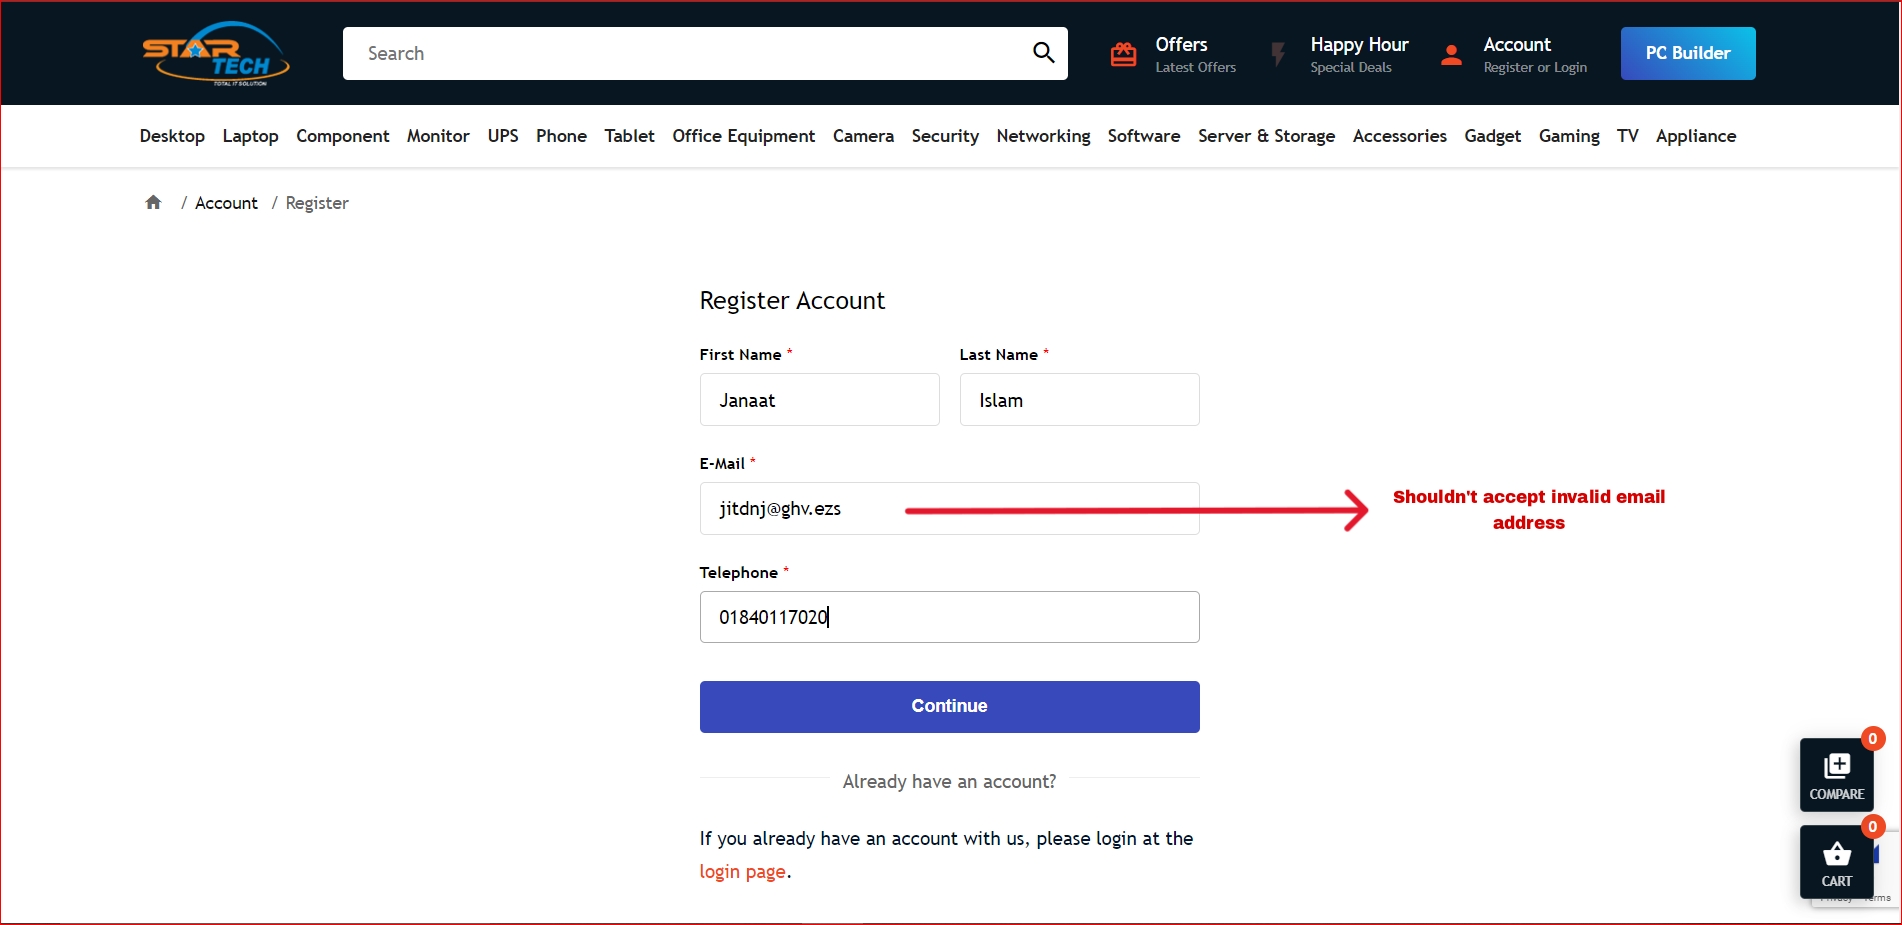 STAR
TECH
TOTAL IT SOLUTION
Search
Offers
Latest Offers
Happy Hour
Special Deals
Account
Register or Login
PC Builder
Desktop Laptop Component Monitor UPS Phone Tablet Office Equipment Camera Security Networking Software Server & Storage Accessories Gadget Gaming TV Appliance
/ Account / Register
Register Account
First Name * Last Name *
Janaat Islam
E-Mail *
jitdnj@ghv.ezs
Shouldn't accept invalid email
address
Telephone *
01840117020
Continue
Already have an account?
If you already have an account with us, please login at the
login page.
0
COMPARE
0
CART
Privacy Terms